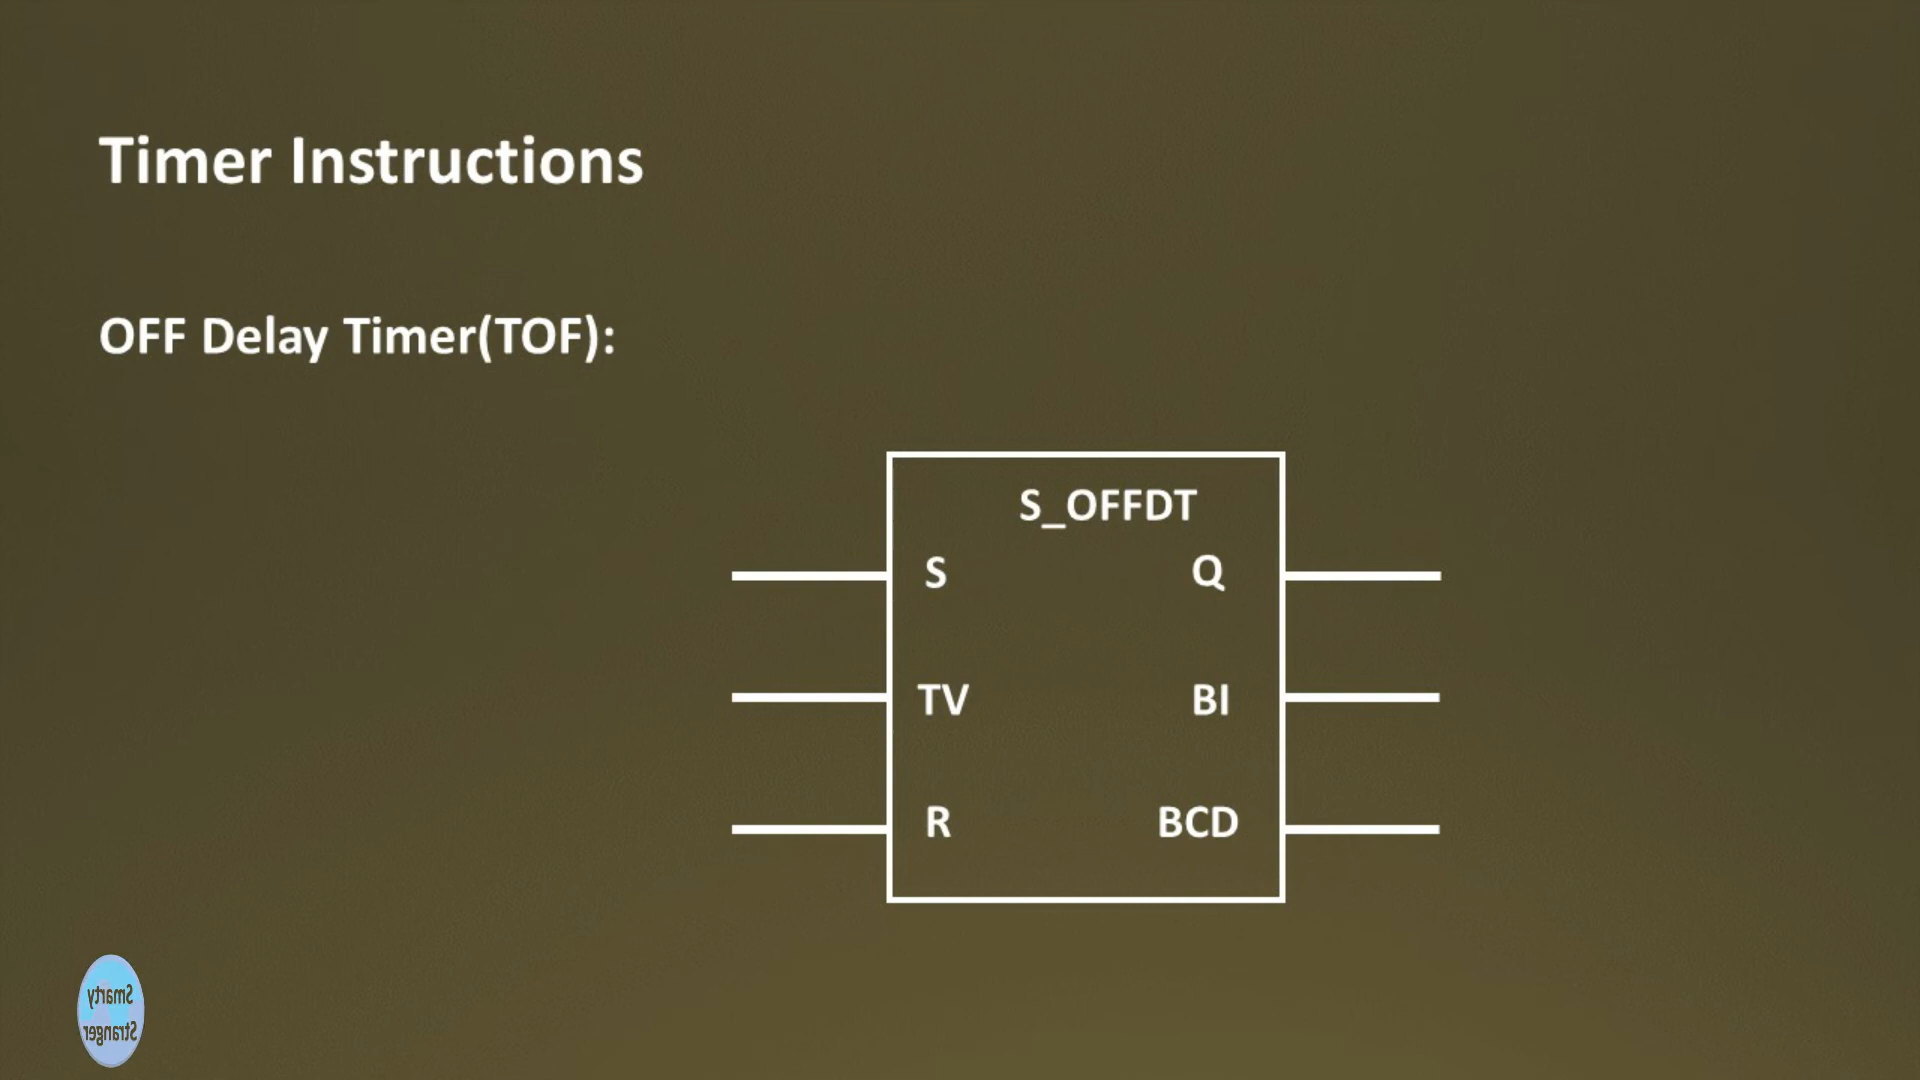 Timer Instructions
OFF Delay Timer(TOF):
S_OFFDT
S Q
TV BI
R BCD
Smarty
Stranger